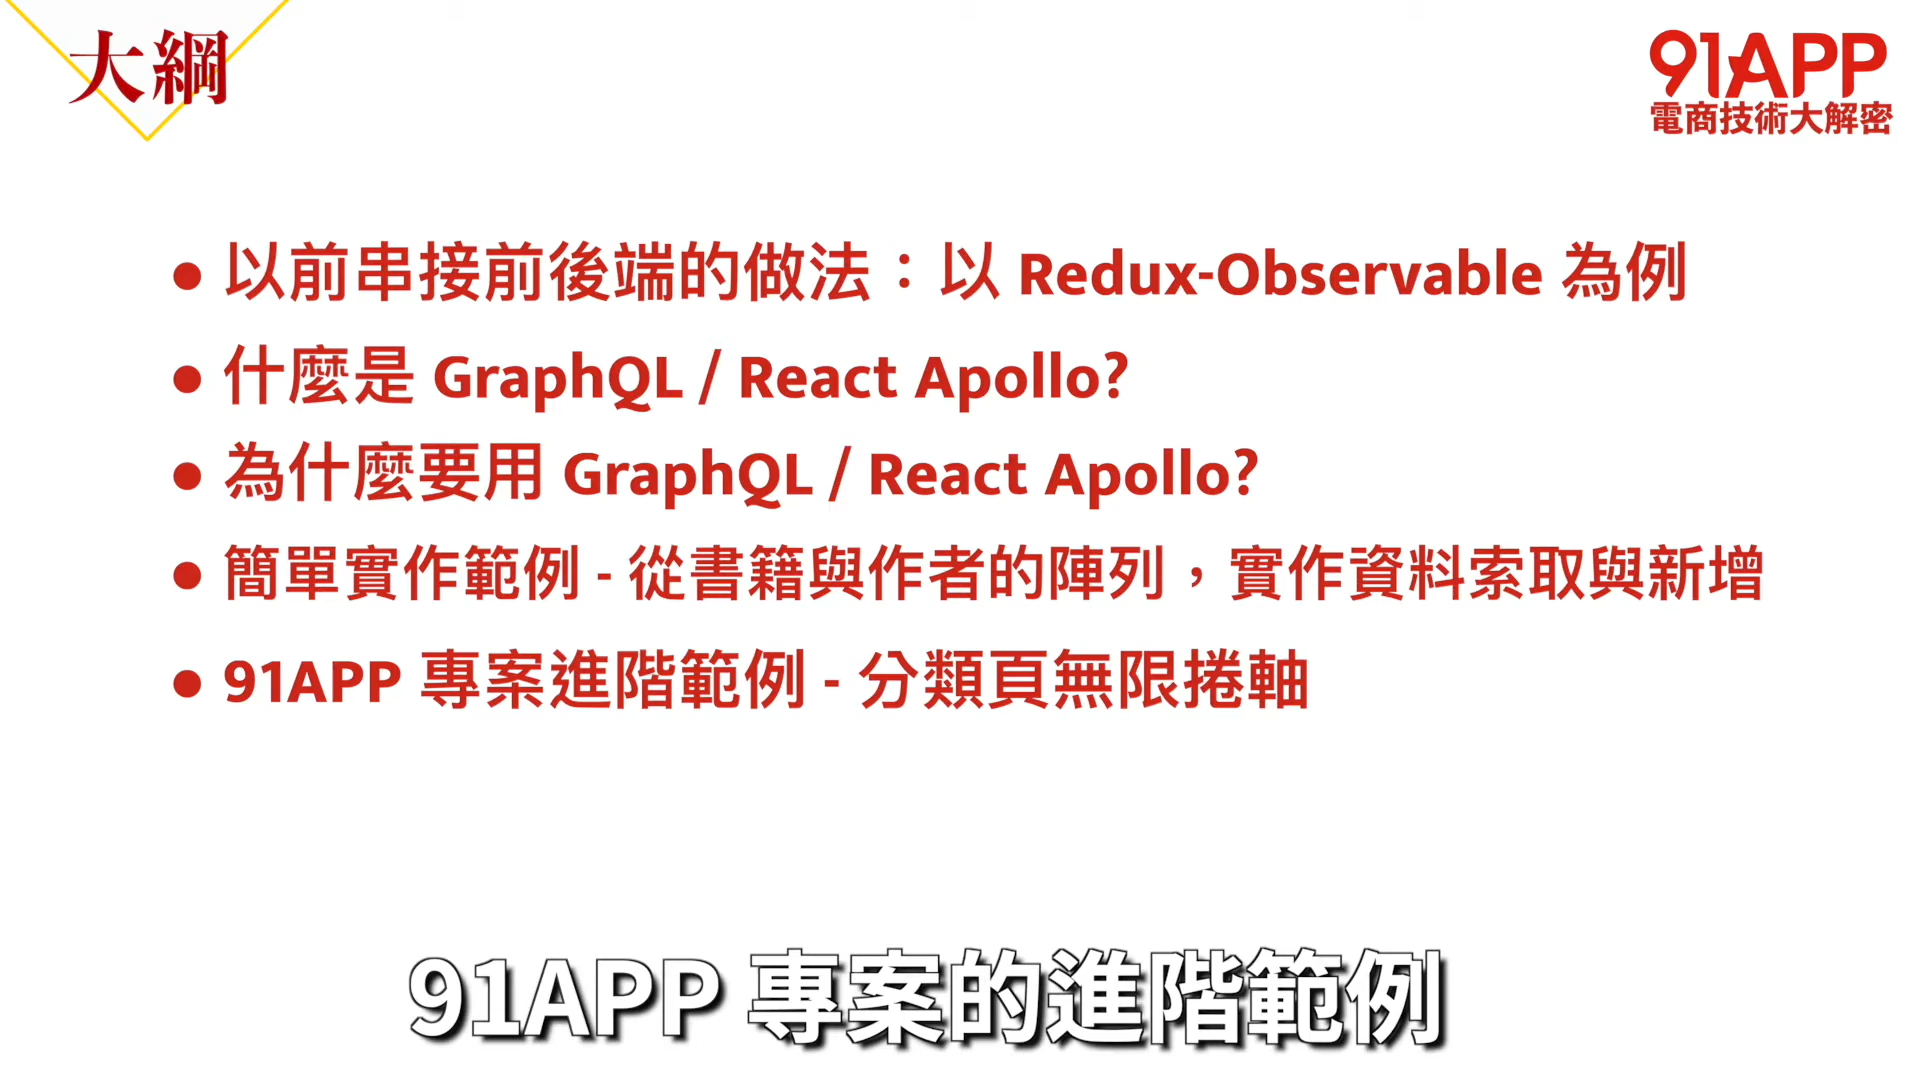 大綱
91APP
電商技術大解密
● 以前串接前後端的做法：以 Redux-Observable 為例
● 什麼是 GraphQL / React Apollo?
● 為什麼要用 GraphQL / React Apollo?
● 簡單實作範例 - 從書籍與作者的陣列，實作資料索取與新增
● 91APP 專案進階範例 - 分類頁無限捲軸
91APP 專案的進階範例